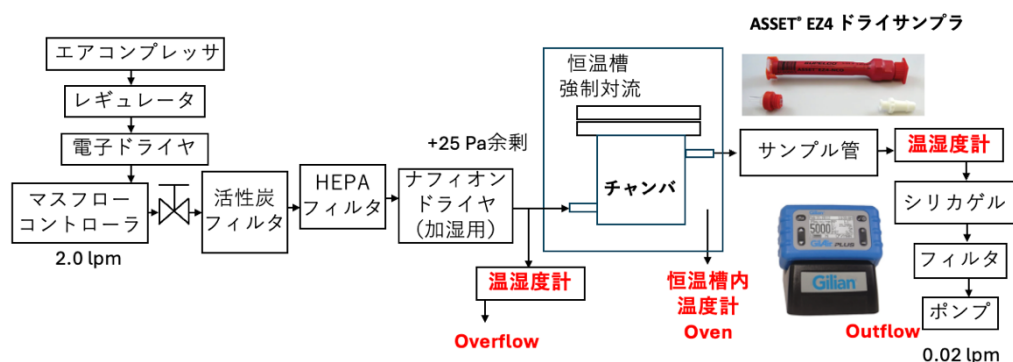 ASSET® EZ4 ドライサンプラ
エアコンプレッサ
レギュレータ
電子ドライヤ
マスフロー
コントローラ
2.0 lpm
活性炭
フィルタ
HEPA
フィルタ
+25 Pa余剰
ナフィオン
ドライヤ
（加湿用）
温湿度計
Overflow
恒温槽
強制対流
チャンバ
恒温槽内
温度計
Oven
サンプル管
温湿度計
シリカゲル
フィルタ
ポンプ
0.02 lpm
Outflow
Gilian
5000
GilAir PLUS
Gilian